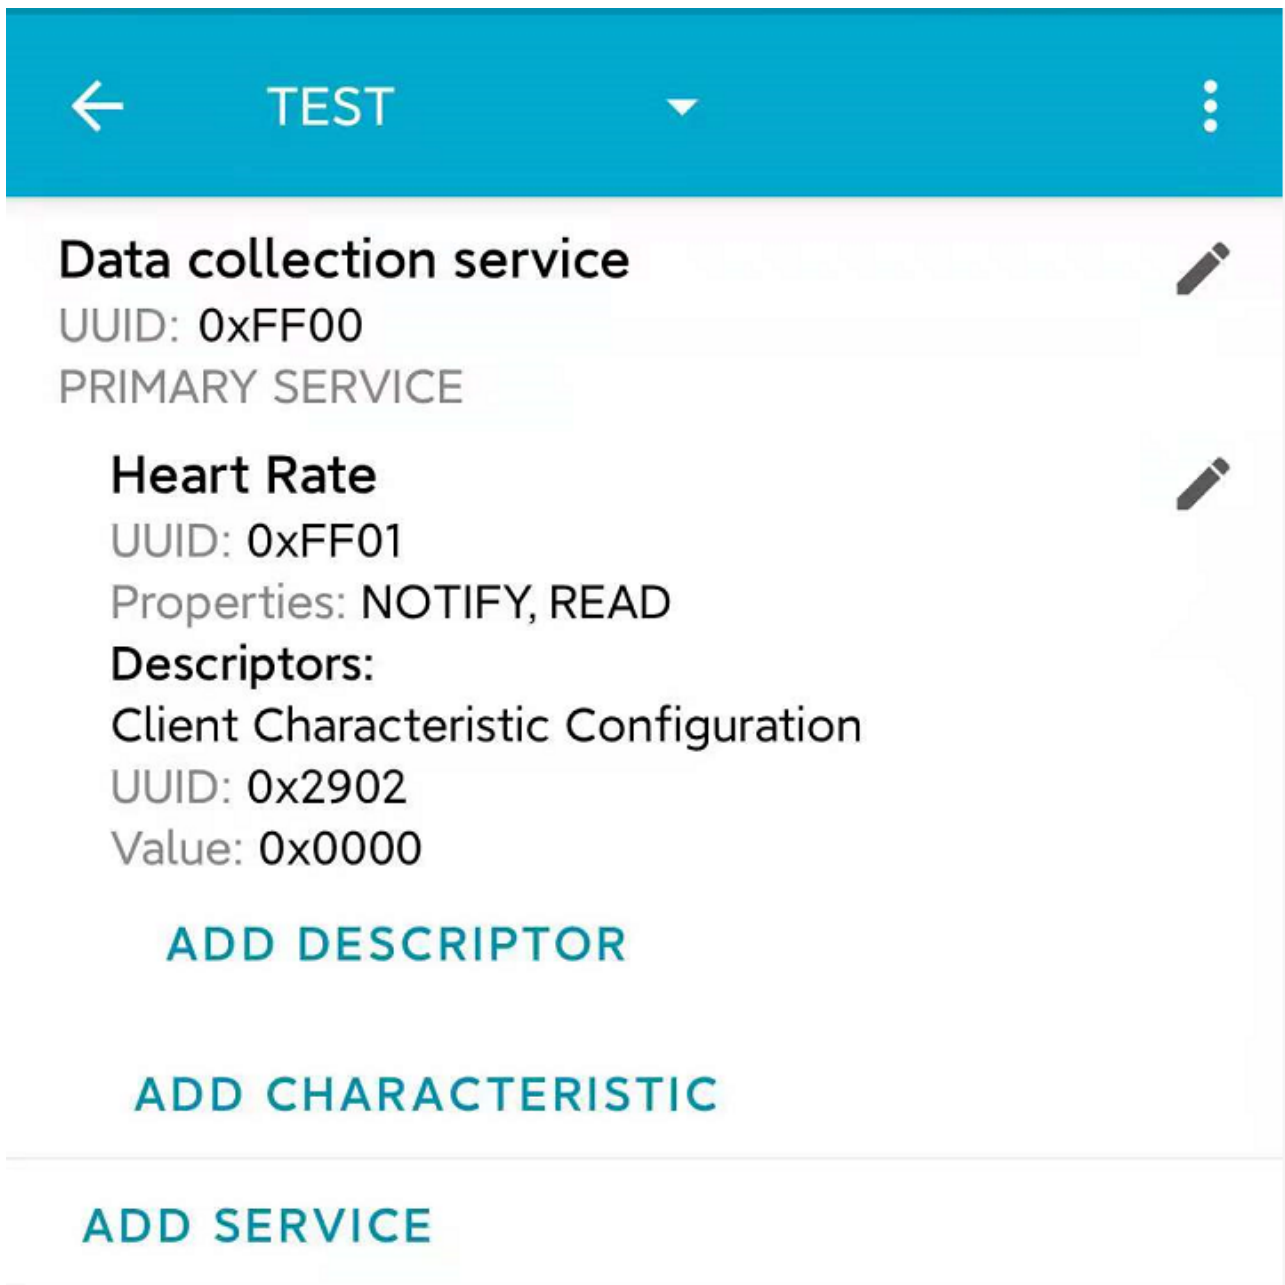 TEST
Data collection service
UUID: 0xFF00
PRIMARY SERVICE
Heart Rate
UUID: 0xFF01
Properties: NOTIFY, READ
Descriptors:
Client Characteristic Configuration
UUID: 0x2902
Value: 0x0000
ADD DESCRIPTOR
ADD CHARACTERISTIC
ADD SERVICE